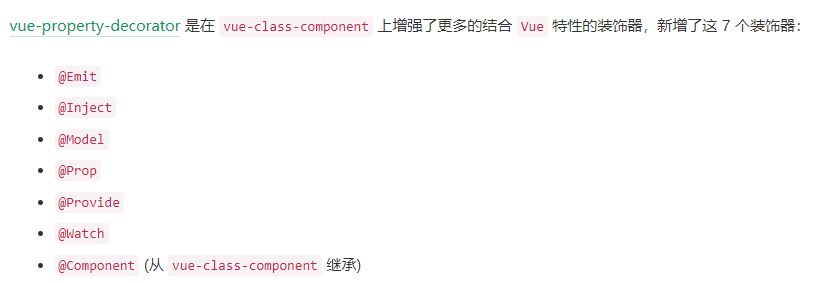 vue-property-decorator 是在 vue-class-component 上增强了更多的结合 Vue 特性的装饰器，新增了这 7 个装饰器：
@Emit
@Inject
@Model
@Prop
@Provide
@Watch
@Component (从 vue-class-component 继承)